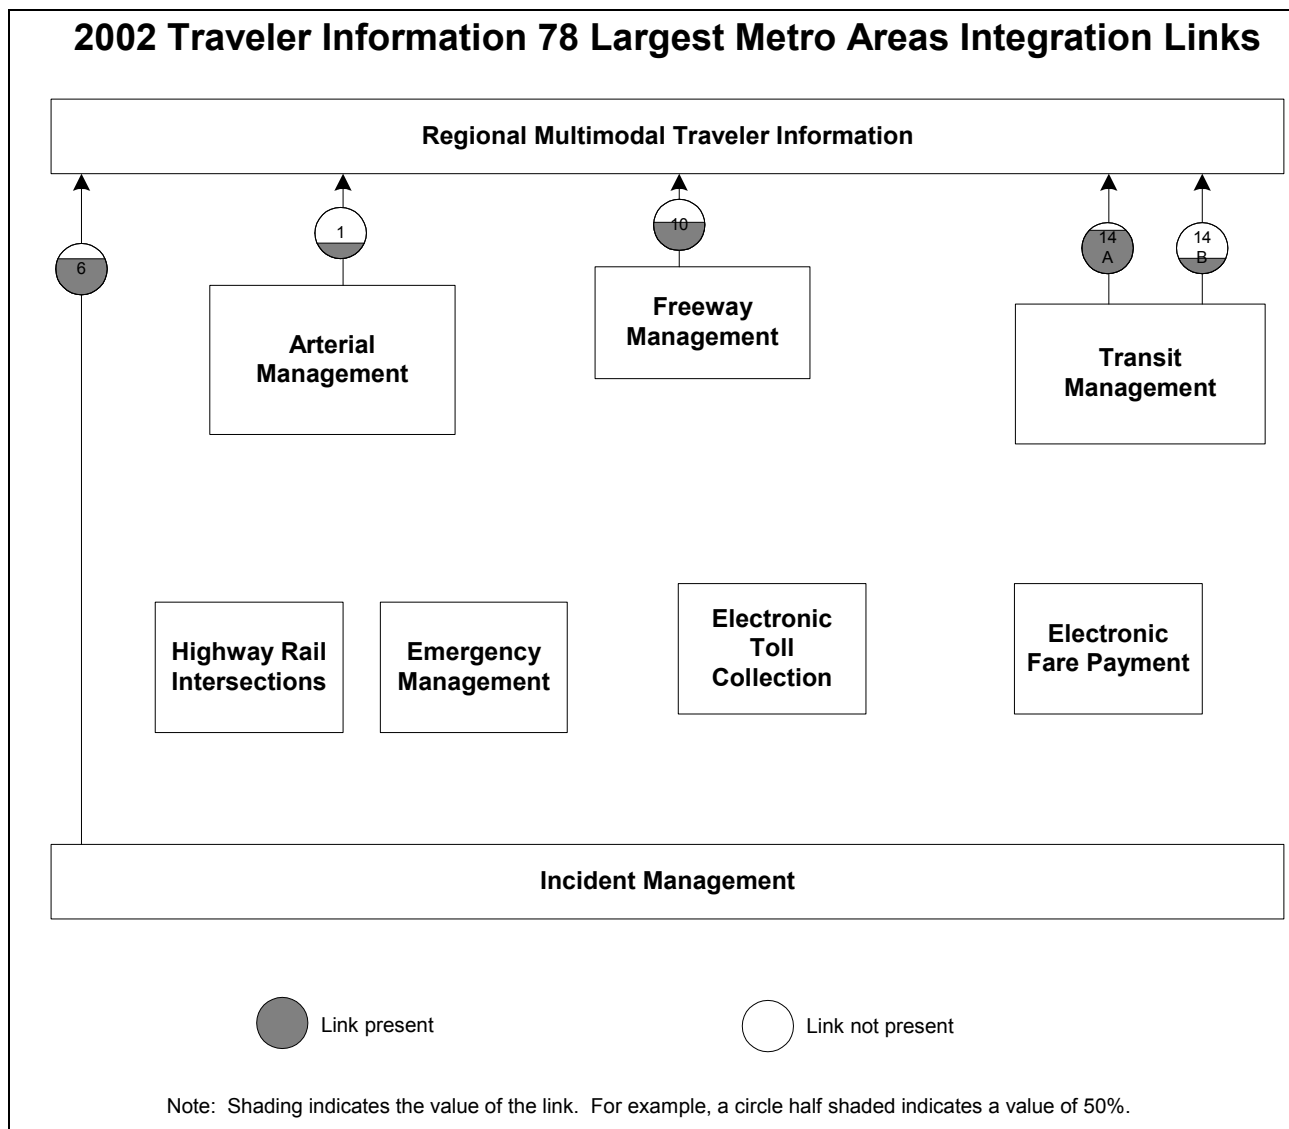 2002 Traveler Information 78 Largest Metro Areas Integration Links
Regional Multimodal Traveler Information
6
1
10
14
A
14
B
Arterial
Management
Freeway
Management
Transit
Management
Highway Rail
Intersections
Emergency
Management
Electronic
Toll
Collection
Electronic
Fare Payment
Incident Management
Link present
Link not present
Note:  Shading indicates the value of the link.  For example, a circle half shaded indicates a value of 50%.